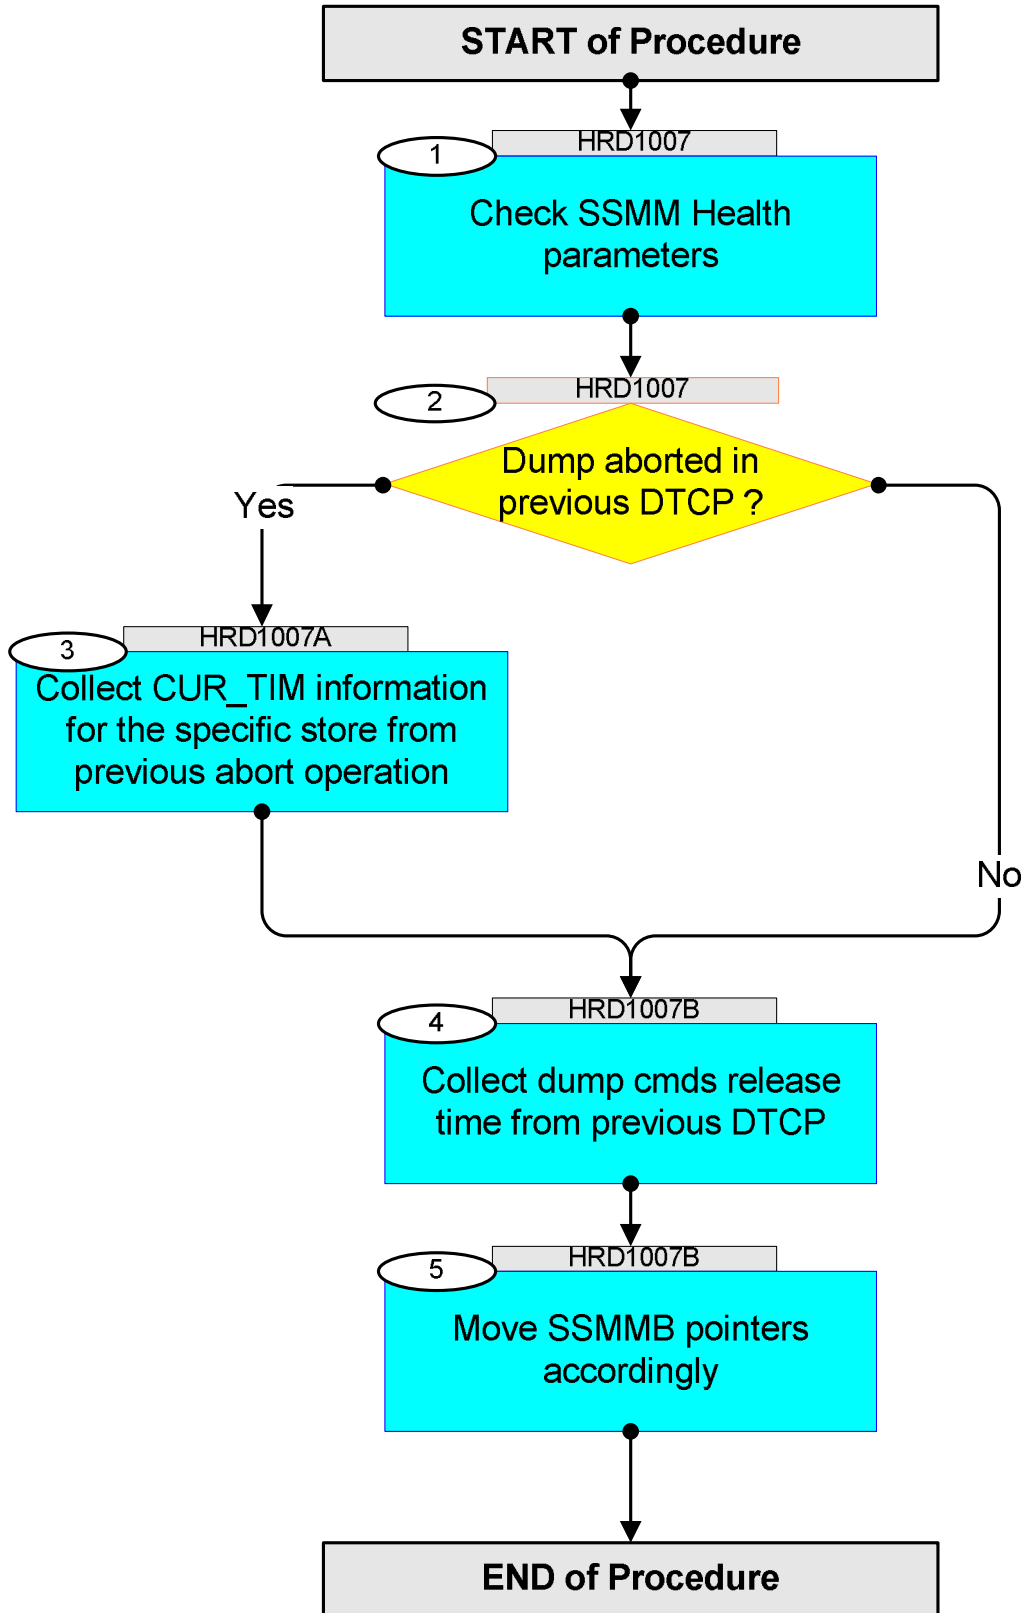 START of Procedure
HRD1007
1
Check SSMM Health
parameters
HRD1007
2
Dump aborted in
previous DTCP ?
Yes
HRD1007A
3
Collect CUR_TIM information
for the specific store from
previous abort operation
No
HRD1007B
4
Collect dump cmds release
time from previous DTCP
HRD1007B
5
Move SSMMB pointers
accordingly
END of Procedure